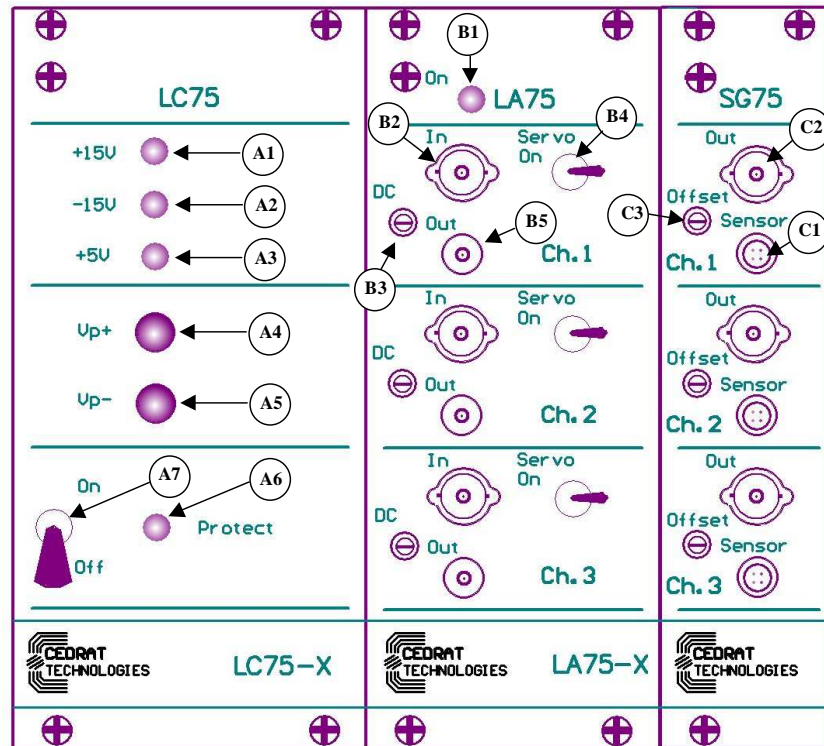 LC75
+15V
A1
-15V
A2
+5V
A3
Vp+
A4
Vp-
A5
A7
A6
On
Protect
Off
CEDRAT
TECHNOLOGIES
LC75-X
B1
On
LA75
B2
In
Servo
On
B4
DC
Out
B5
B3
Ch.1
In
Servo
On
DC
Out
Ch.2
In
Servo
On
DC
Out
Ch.3
CEDRAT
TECHNOLOGIES
LA75-X
SG75
Out
C2
Offset
C3
Sensor
C1
Ch.1
Out
Offset
Sensor
Ch.2
Out
Offset
Sensor
Ch.3
CEDRAT
TECHNOLOGIES